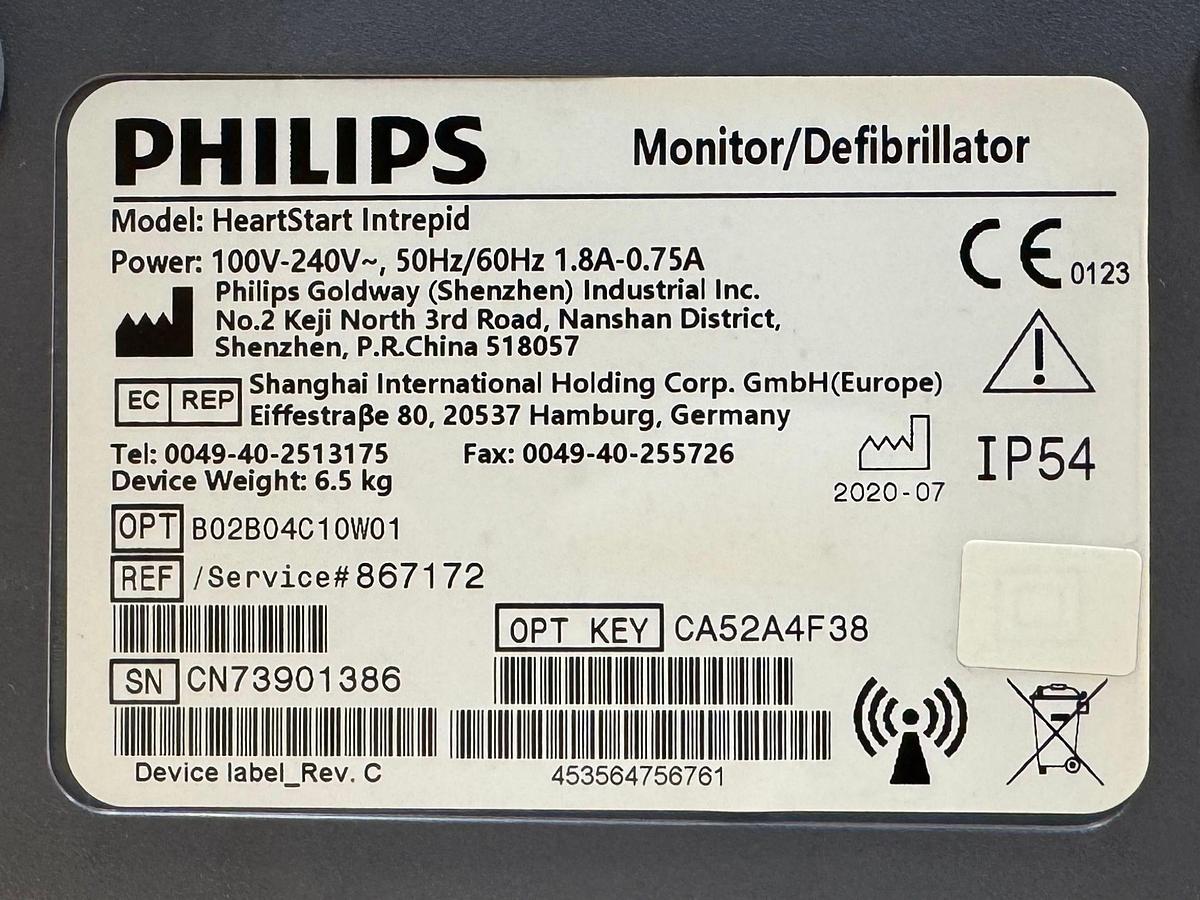 PHILIPS
Monitor/Defibrillator
Model: HeartStart Intrepid
Power: 100V-240V~, 50Hz/60Hz 1.8A-0.75A
CE 0123
Philips Goldway (Shenzhen) Industrial Inc.
No.2 Keji North 3rd Road, Nanshan District,
Shenzhen, P.R.China 518057
EC REP
Shanghai International Holding Corp. GmbH(Europe)
Eiffestraβe 80, 20537 Hamburg, Germany
Tel: 0049-40-2513175 Fax: 0049-40-255726
Device Weight: 6.5 kg
2020-07
IP54
OPT B02B04C10W01
REF /Service# 867172
OPT KEY CA52A4F38
SN CN73901386
Device label_Rev. C
453564756761